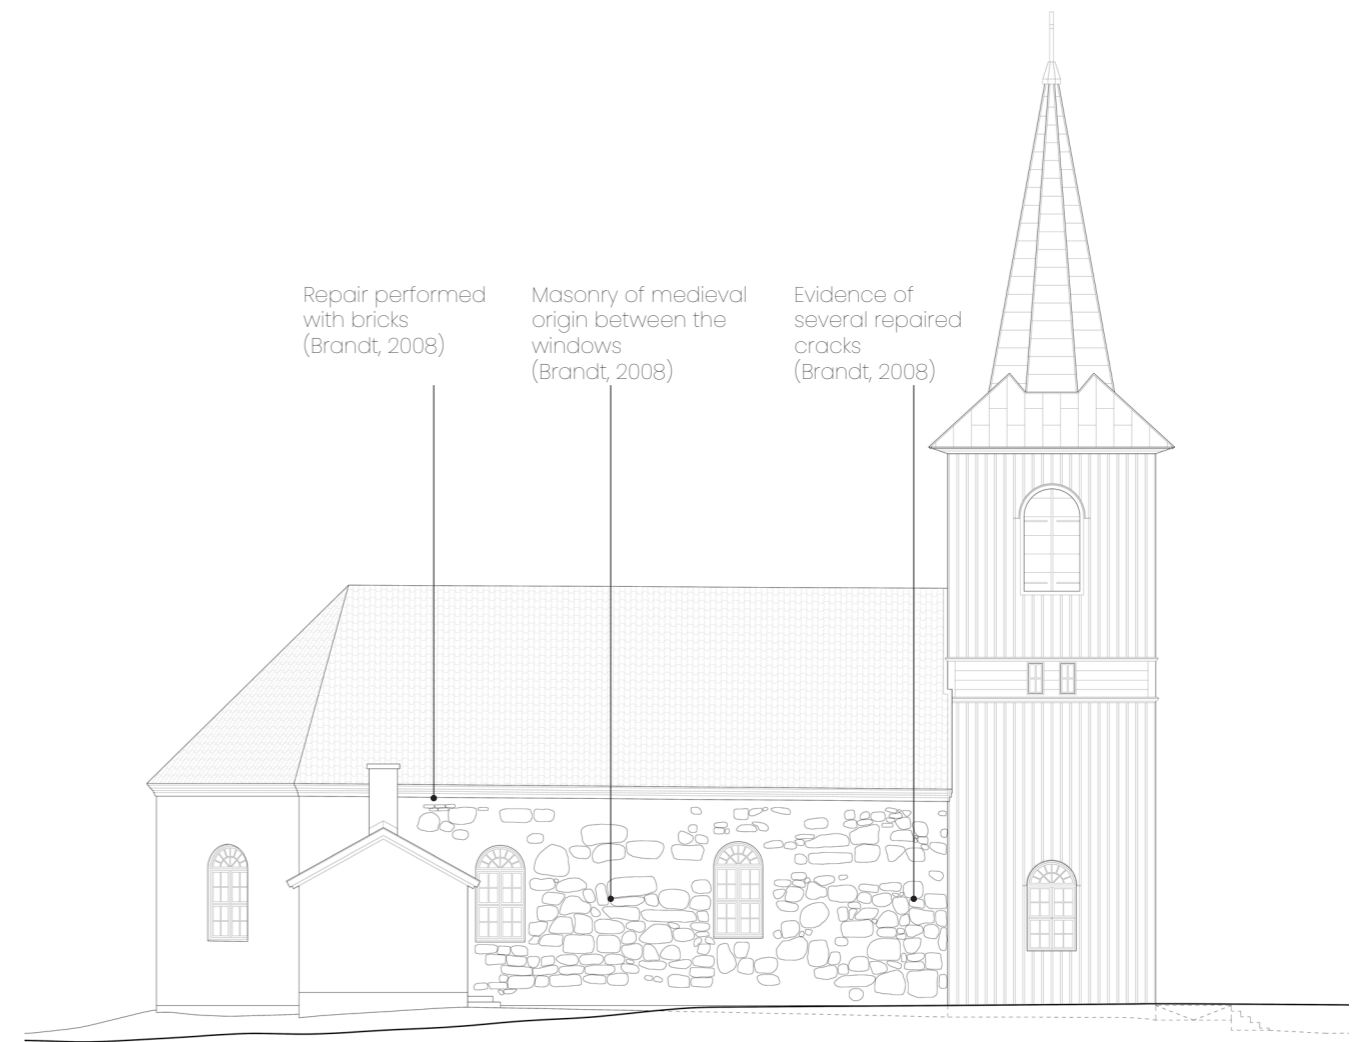 Repair performed
with bricks
(Brandt, 2008)
Masonry of medieval
origin between the
windows
(Brandt, 2008)
Evidence of
several repaired
cracks
(Brandt, 2008)